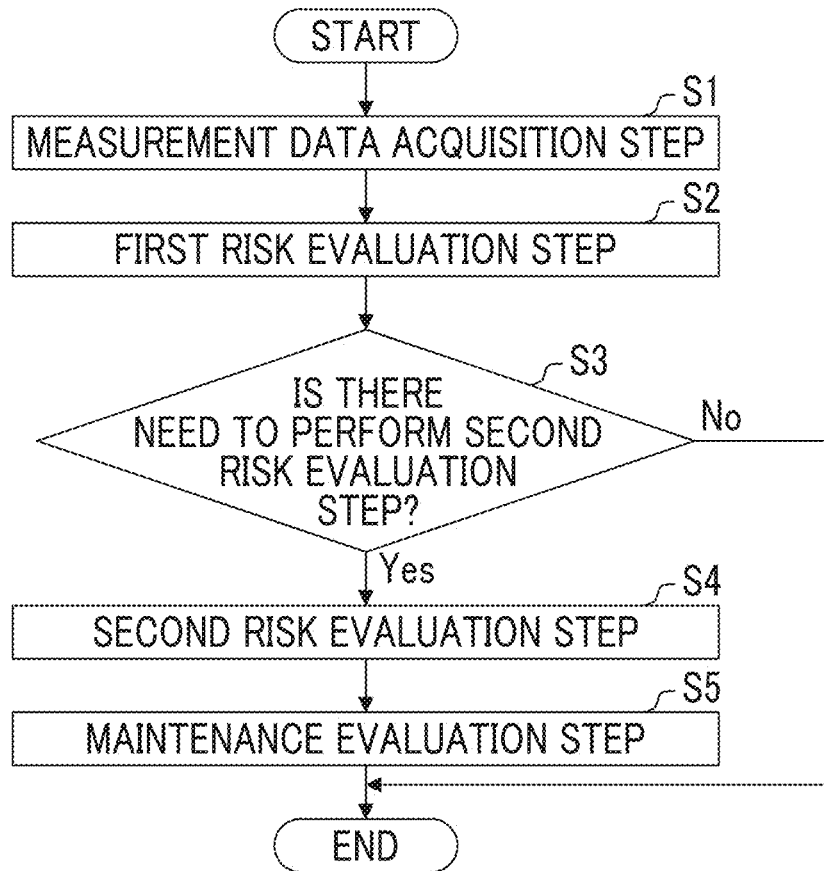 START
S1
MEASUREMENT DATA ACQUISITION STEP
S2
FIRST RISK EVALUATION STEP
S3
IS THERE
NEED TO PERFORM SECOND
RISK EVALUATION
STEP?
No
Yes
S4
SECOND RISK EVALUATION STEP
S5
MAINTENANCE EVALUATION STEP
END